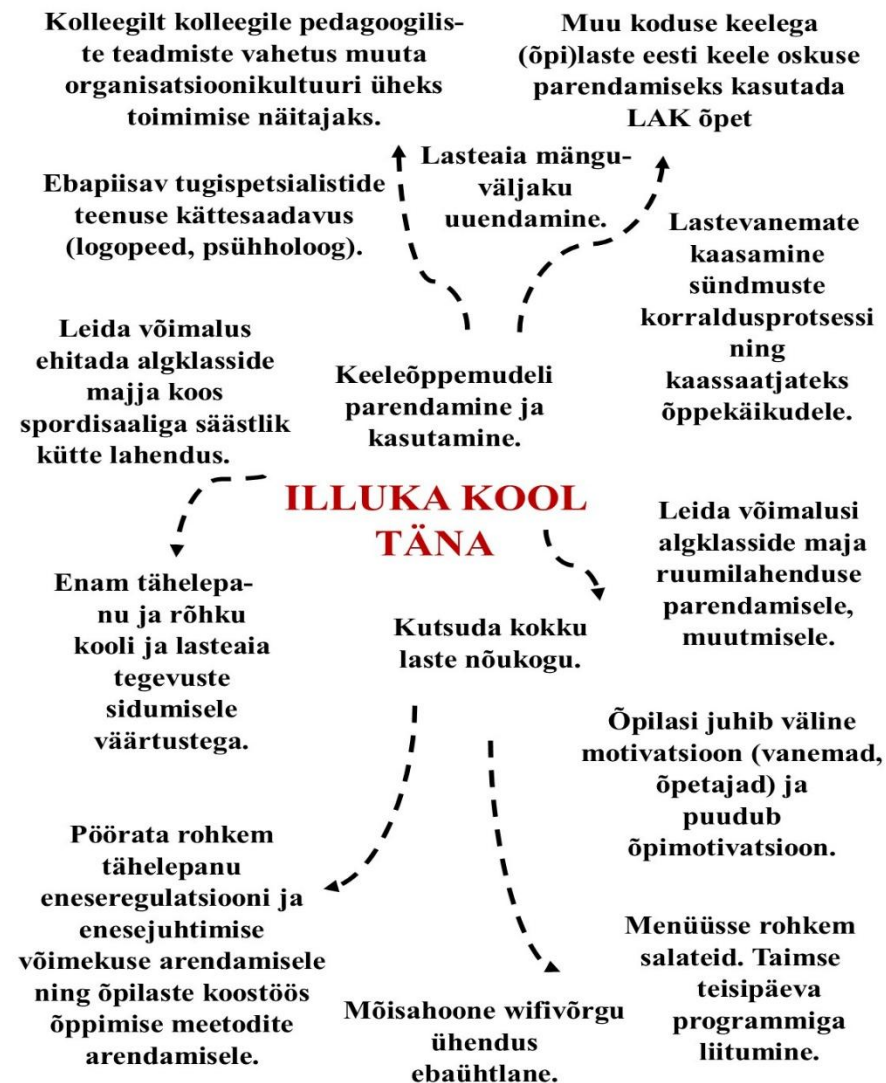 Kolleegilt kolleegile pedagoogilis-
te teadmiste vahetus muuta
organisatsioonikultuuri üheks
toimimise näitajaks.
Muu koduse keelega
(õpi)laste eesti keele oskuse
parendamiseks kasutada
LAK õpet
Lasteaia mängu-
väljaku
uuendamine.
Ebapiisav tugispetsialistide
teenuse kättesaadavus
(logopeed, psühholoog).
Lastevanemate
kaasamine
sündmuste
korraldusprotsessi
ning
kaassaatjateks
õppekäikudele.
Leida võimalus
ehitada algklasside
majja koos
spordisaaliga säästlik
kütte lahendus.
Keeleõppemudeli
parendamine ja
kasutamine.
ILLUKA KOOL
TÄNA
Leida võimalusi
algklasside maja
ruumilahenduse
parendamisele,
muutmisele.
Enam tähelepa-
nu ja rõhku
kooli ja lasteaia
tegevuste
sidumisele
väärtustega.
Kutsuda kokku
laste nõukogu.
Õpilasi juhib väline
motivatsioon (vanemad,
õpetajad) ja
puudub
õpimotivatsioon.
Pöörata rohkem
tähelepanu
eneseregulatsiooni ja
enesejuhtimise
võimekuse arendamisele
ning õpilaste koostöös
õppimise meetodite
arendamisele.
Mõisahoone wifivõrgu
ühendus
ebaühtlane.
Menüüsse rohkem
salateid. Taimse
teisipäeva
programmiga
liitumine.